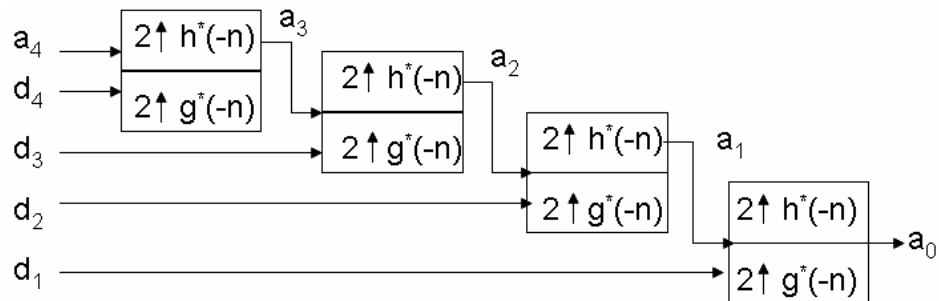 a₄ 2↑ h*(-n) a₃
d₄ 2↑ g*(-n)
2↑ h*(-n) a₂
d₃ 2↑ g*(-n)
2↑ h*(-n) a₁
d₂ 2↑ g*(-n)
2↑ h*(-n)
a₀
d₁ 2↑ g*(-n)